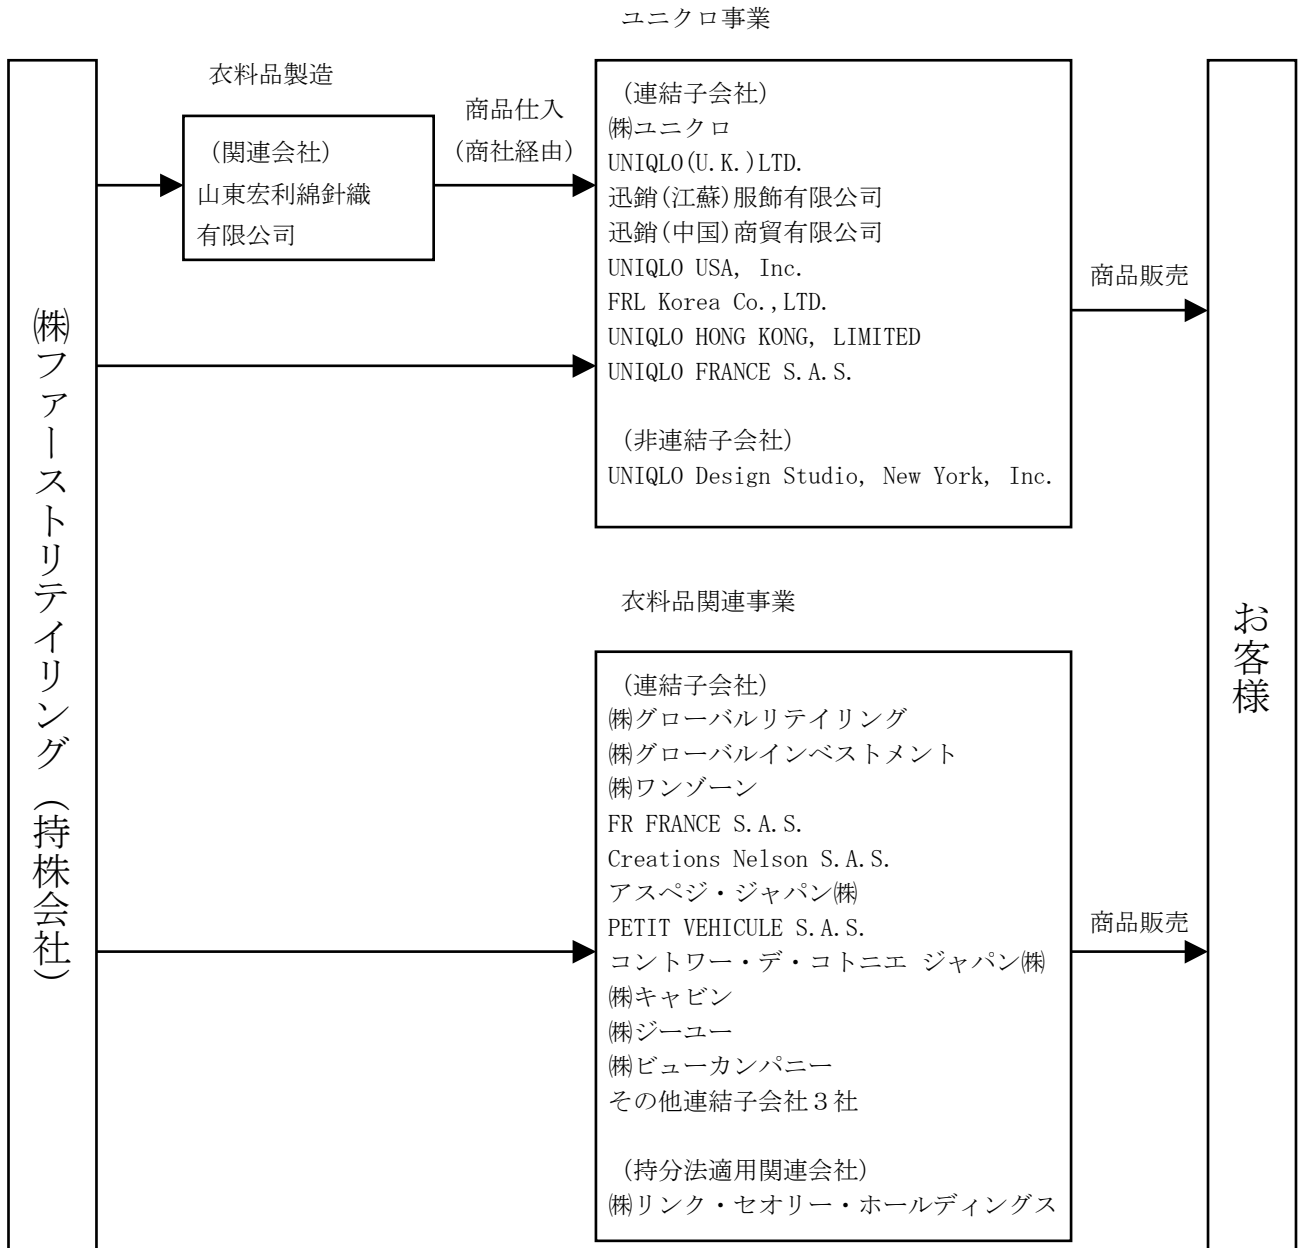 ユニクロ事業
衣料品製造
商品仕入
(商社経由)
(関連会社)
山東宏利綿針織
有限公司
(連結子会社)
㈱ユニクロ
UNIQLO(U.K.)LTD.
迅銷(江蘇)服飾有限公司
迅銷(中国)商貿有限公司
UNIQLO USA, Inc.
FRL Korea Co.,LTD.
UNIQLO HONG KONG, LIMITED
UNIQLO FRANCE S.A.S.
(非連結子会社)
UNIQLO Design Studio, New York, Inc.
商品販売
㈱ファーストリテイリング(持株会社)
衣料品関連事業
(連結子会社)
㈱グローバルリテイリング
㈱グローバルインベストメント
㈱ワンゾーン
FR FRANCE S.A.S.
Creations Nelson S.A.S.
アスペジ・ジャパン㈱
PETIT VEHICULE S.A.S.
コントワー・デ・コトニエ ジャパン㈱
㈱キャビン
㈱ジーユー
㈱ビューカンパニー
その他連結子会社３社
(持分法適用関連会社)
㈱リンク・セオリー・ホールディングス
商品販売
お客様